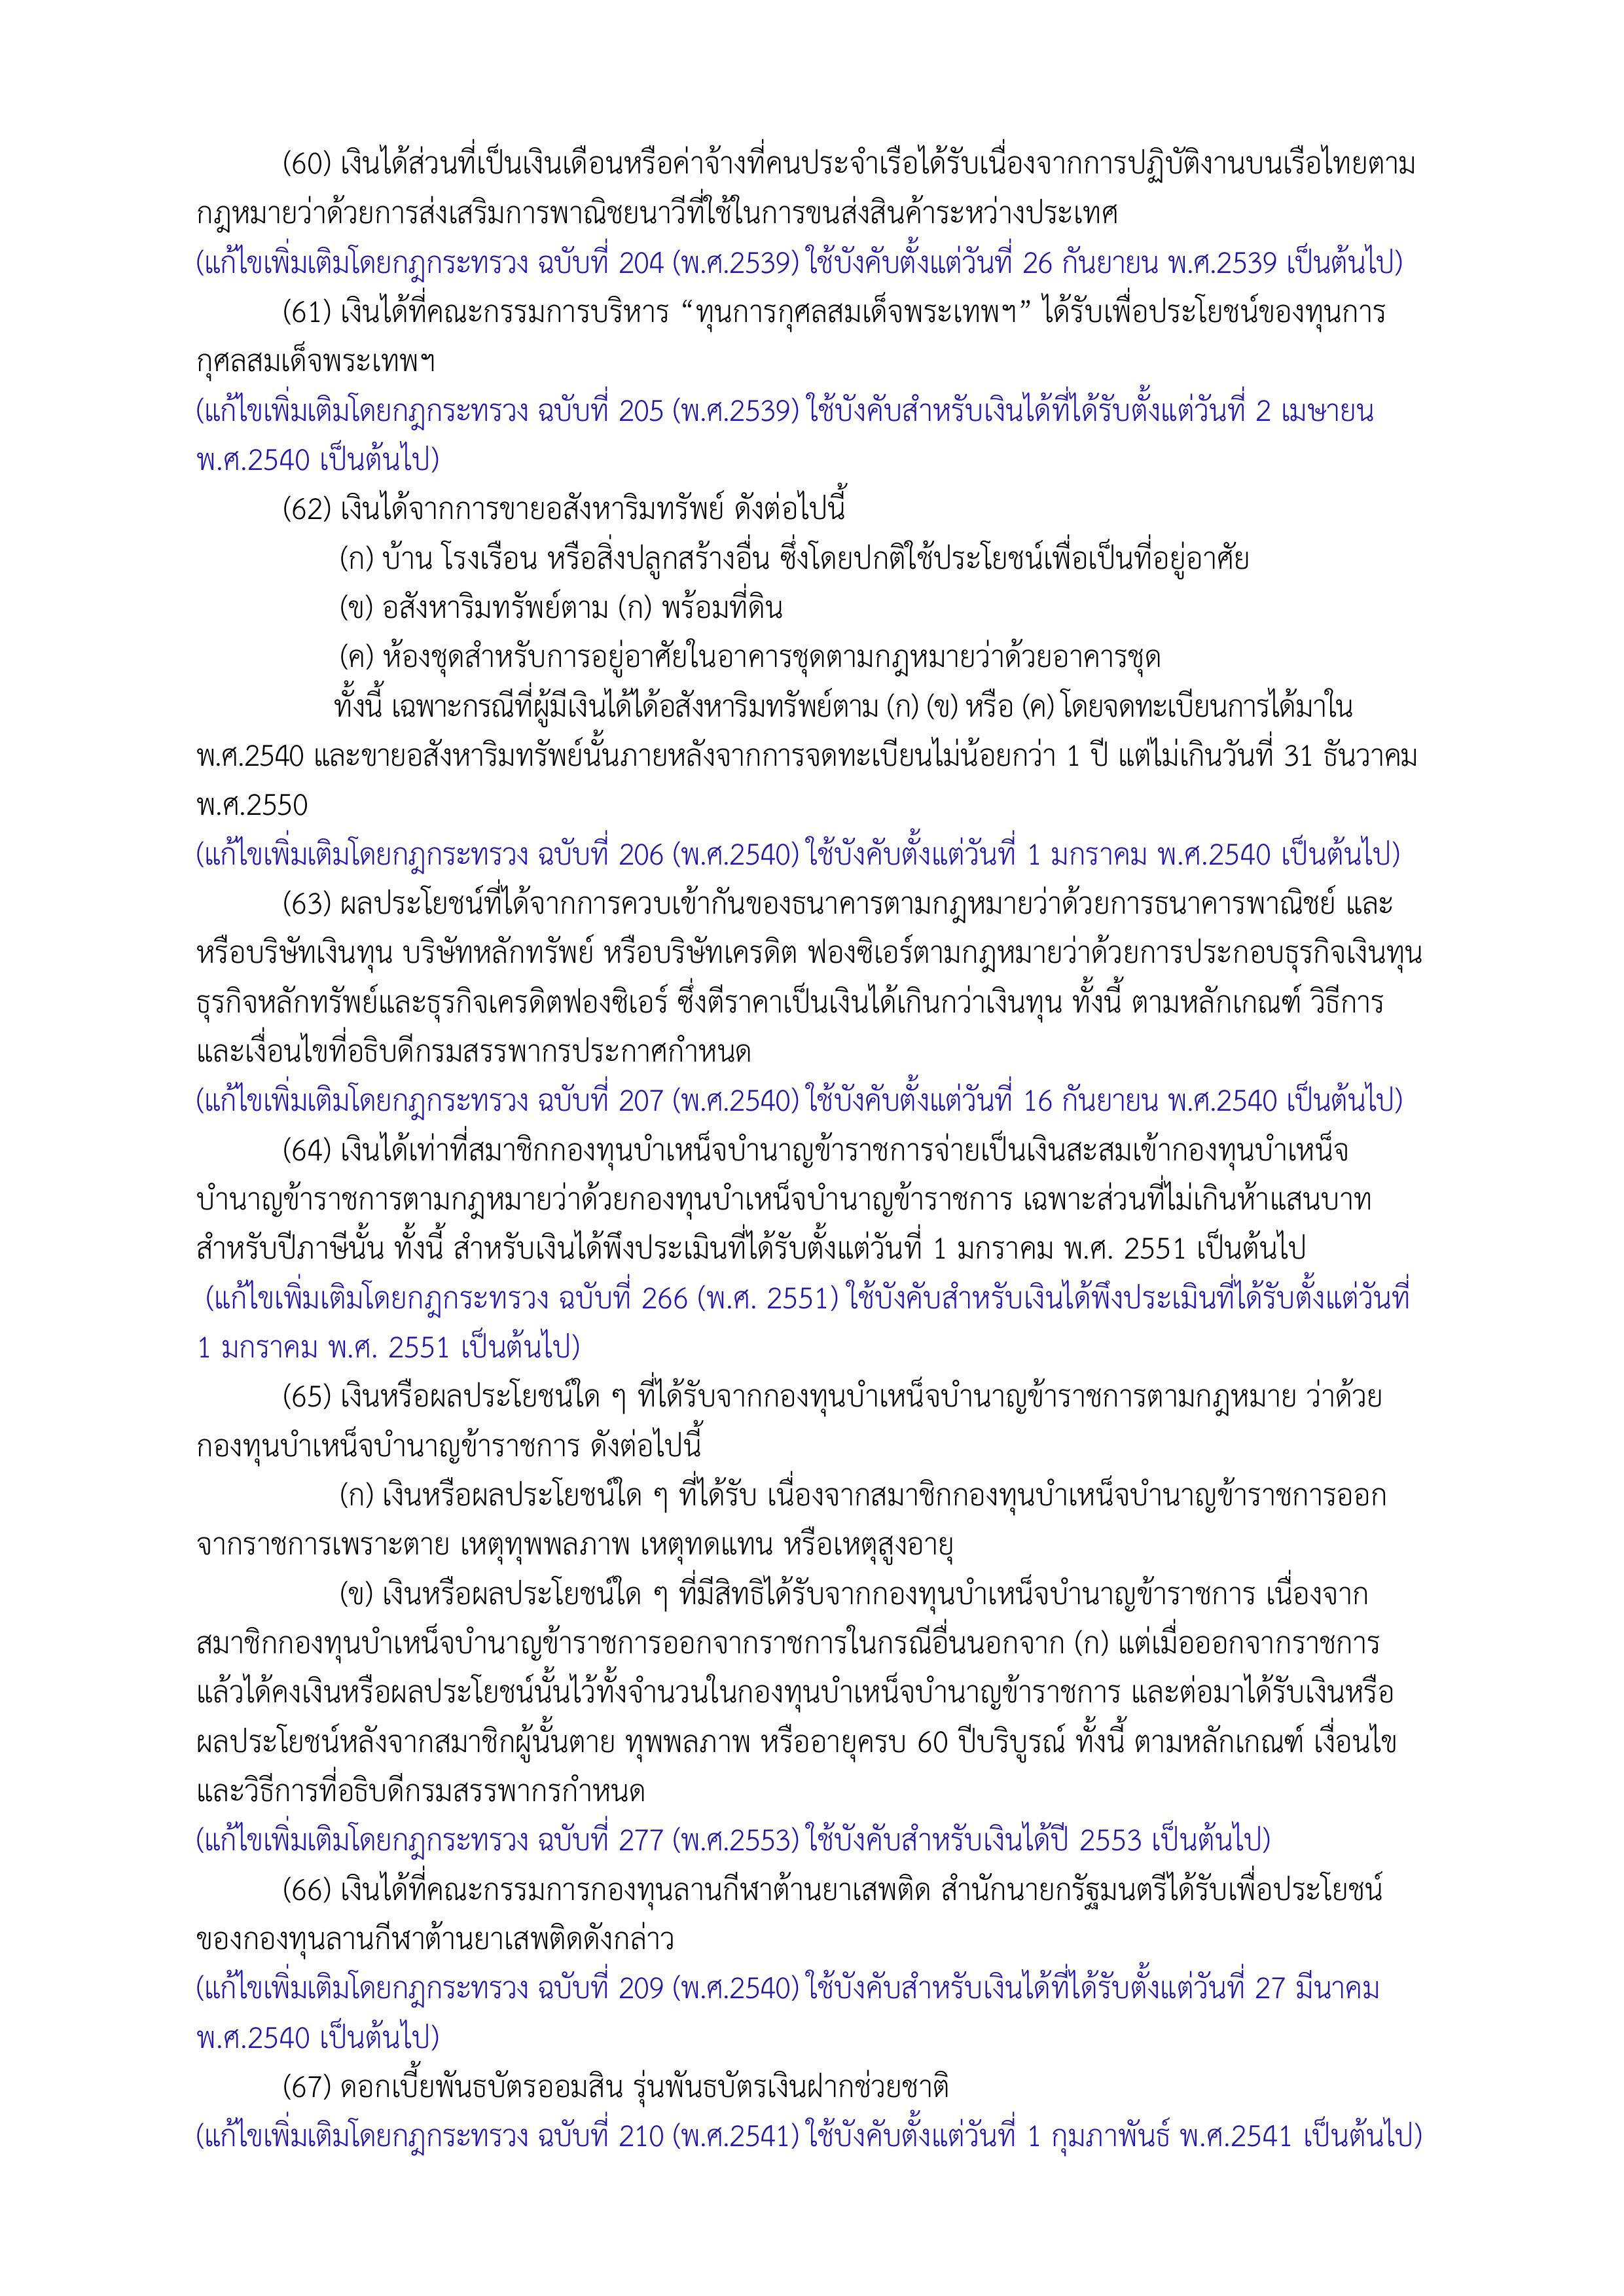 (60) เงินได้ส่วนที่เป็นเงินเดือนหรือค่าจ้างที่คนประจำเรือได้รับเนื่องจากการปฏิบัติงานบนเรือไทยตาม
กฎหมายว่าด้วยการส่งเสริมการพาณิชยนาวีที่ใช้ในการขนส่งสินค้าระหว่างประเทศ
(แก้ไขเพิ่มเติมโดยกฎกระทรวง ฉบับที่ 204 (พ.ศ.2539) ใช้บังคับตั้งแต่วันที่ 26 กันยายน พ.ศ.2539 เป็นต้นไป)
(61) เงินได้ที่คณะกรรมการบริหาร “ทุนการกุศลสมเด็จพระเทพฯ” ได้รับเพื่อประโยชน์ของทุนการ
กุศลสมเด็จพระเทพฯ
(แก้ไขเพิ่มเติมโดยกฎกระทรวง ฉบับที่ 205 (พ.ศ.2539) ใช้บังคับสำหรับเงินได้ที่ได้รับตั้งแต่วันที่ 2 เมษายน
พ.ศ.2540 เป็นต้นไป)
(62) เงินได้จากการขายอสังหาริมทรัพย์ ดังต่อไปนี้
(ก) บ้าน โรงเรือน หรือสิ่งปลูกสร้างอื่น ซึ่งโดยปกติใช้ประโยชน์เพื่อเป็นที่อยู่อาศัย
(ข) อสังหาริมทรัพย์ตาม (ก) พร้อมที่ดิน
(ค) ห้องชุดสำหรับการอยู่อาศัยในอาคารชุดตามกฎหมายว่าด้วยอาคารชุด
ทั้งนี้ เฉพาะกรณีที่ผู้มีเงินได้ได้อสังหาริมทรัพย์ตาม (ก) (ข) หรือ (ค) โดยจดทะเบียนการได้มาใน
พ.ศ.2540 และขายอสังหาริมทรัพย์นั้นภายหลังจากการจดทะเบียนไม่น้อยกว่า 1 ปี แต่ไม่เกินวันที่ 31 ธันวาคม
พ.ศ.2550
(แก้ไขเพิ่มเติมโดยกฎกระทรวง ฉบับที่ 206 (พ.ศ.2540) ใช้บังคับตั้งแต่วันที่ 1 มกราคม พ.ศ.2540 เป็นต้นไป)
(63) ผลประโยชน์ที่ได้จากการควบเข้ากันของธนาคารตามกฎหมายว่าด้วยการธนาคารพาณิชย์ และ
หรือบริษัทเงินทุน บริษัทหลักทรัพย์ หรือบริษัทเครดิต ฟองซิเอร์ตามกฎหมายว่าด้วยการประกอบธุรกิจเงินทุน
ธุรกิจหลักทรัพย์และธุรกิจเครดิตฟองซิเอร์ ซึ่งตีราคาเป็นเงินได้เกินกว่าเงินทุน ทั้งนี้ ตามหลักเกณฑ์ วิธีการ
และเงื่อนไขที่อธิบดีกรมสรรพากรประกาศกำหนด
(แก้ไขเพิ่มเติมโดยกฎกระทรวง ฉบับที่ 207 (พ.ศ.2540) ใช้บังคับตั้งแต่วันที่ 16 กันยายน พ.ศ.2540 เป็นต้นไป)
(64) เงินได้เท่าที่สมาชิกกองทุนบำเหน็จบำนาญข้าราชการจ่ายเป็นเงินสะสมเข้ากองทุนบำเหน็จ
บำนาญข้าราชการตามกฎหมายว่าด้วยกองทุนบำเหน็จบำนาญข้าราชการ เฉพาะส่วนที่ไม่เกินห้าแสนบาท
สำหรับปีภาษีนั้น ทั้งนี้ สำหรับเงินได้พึงประเมินที่ได้รับตั้งแต่วันที่ 1 มกราคม พ.ศ. 2551 เป็นต้นไป
(แก้ไขเพิ่มเติมโดยกฎกระทรวง ฉบับที่ 266 (พ.ศ. 2551) ใช้บังคับสำหรับเงินได้พึงประเมินที่ได้รับตั้งแต่วันที่
1 มกราคม พ.ศ. 2551 เป็นต้นไป)
(65) เงินหรือผลประโยชน์ใด ๆ ที่ได้รับจากกองทุนบำเหน็จบำนาญข้าราชการตามกฎหมาย ว่าด้วย
กองทุนบำเหน็จบำนาญข้าราชการ ดังต่อไปนี้
(ก) เงินหรือผลประโยชน์ใด ๆ ที่ได้รับ เนื่องจากสมาชิกกองทุนบำเหน็จบำนาญข้าราชการออก
จากราชการเพราะตาย เหตุทุพพลภาพ เหตุทดแทน หรือเหตุสูงอายุ
(ข) เงินหรือผลประโยชน์ใด ๆ ที่มีสิทธิได้รับจากกองทุนบำเหน็จบำนาญข้าราชการ เนื่องจาก
สมาชิกกองทุนบำเหน็จบำนาญข้าราชการออกจากราชการในกรณีอื่นนอกจาก (ก) แต่เมื่อออกจากราชการ
แล้วได้คงเงินหรือผลประโยชน์นั้นไว้ทั้งจำนวนในกองทุนบำเหน็จบำนาญข้าราชการ และต่อมาได้รับเงินหรือ
ผลประโยชน์หลังจากสมาชิกผู้นั้นตาย ทุพพลภาพ หรืออายุครบ 60 ปีบริบูรณ์ ทั้งนี้ ตามหลักเกณฑ์ เงื่อนไข
และวิธีการที่อธิบดีกรมสรรพากรกำหนด
(แก้ไขเพิ่มเติมโดยกฎกระทรวง ฉบับที่ 277 (พ.ศ.2553) ใช้บังคับสำหรับเงินได้ปี 2553 เป็นต้นไป)
(66) เงินได้ที่คณะกรรมการกองทุนลานกีฬาต้านยาเสพติด สำนักนายกรัฐมนตรีได้รับเพื่อประโยชน์
ของกองทุนลานกีฬาต้านยาเสพติดดังกล่าว
(แก้ไขเพิ่มเติมโดยกฎกระทรวง ฉบับที่ 209 (พ.ศ.2540) ใช้บังคับสำหรับเงินได้ที่ได้รับตั้งแต่วันที่ 27 มีนาคม
พ.ศ.2540 เป็นต้นไป)
(67) ดอกเบี้ยพันธบัตรออมสิน รุ่นพันธบัตรเงินฝากช่วยชาติ
(แก้ไขเพิ่มเติมโดยกฎกระทรวง ฉบับที่ 210 (พ.ศ.2541) ใช้บังคับตั้งแต่วันที่ 1 กุมภาพันธ์ พ.ศ.2541 เป็นต้นไป)